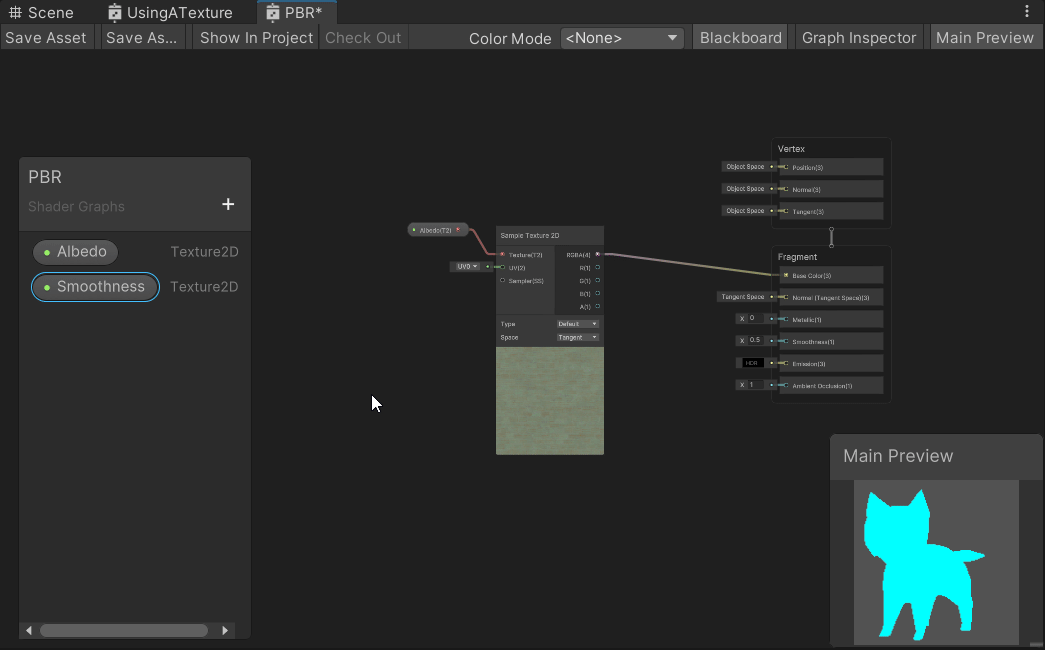 Scene
UsingATexture
PBR*
Save Asset
Save As...
Show In Project
Check Out
Color Mode
<None>
Blackboard
Graph Inspector
Main Preview
PBR
Shader Graphs
+
Albedo
Texture2D
Smoothness
Texture2D
Albedo(T2)
UV0
Sample Texture 2D
Texture(T2)
RGBA(4)
UV(2)
R(1)
Sampler(SS)
G(1)
B(1)
A(1)
Type
Default
Space
Tangent
Vertex
Object Space
Position(3)
Object Space
Normal(3)
Object Space
Tangent(3)
Fragment
Base Color(3)
Tangent Space
Normal (Tangent Space)(3)
X 0
Metallic(1)
X 0.5
Smoothness(1)
HDR
Emission(3)
X 1
Ambient Occlusion(1)
Main Preview